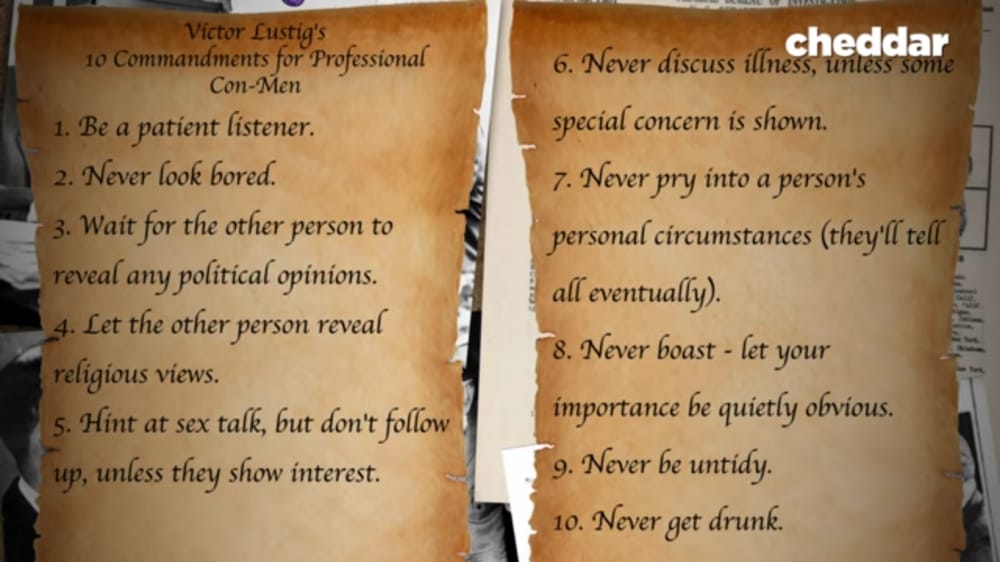 Victor Lustig's
10 Commandments for Professional
Con-Men
1. Be a patient listener.
2. Never look bored.
3. Wait for the other person to
reveal any political opinions.
4. Let the other person reveal
religious views.
5. Hint at sex talk, but don't follow
up, unless they show interest.
cheddar
6. Never discuss illness, unless some
special concern is shown.
7. Never pry into a person's
personal circumstances (they'll tell
all eventually).
8. Never boast - let your
importance be quietly obvious.
9. Never be untidy.
10. Never get drunk.